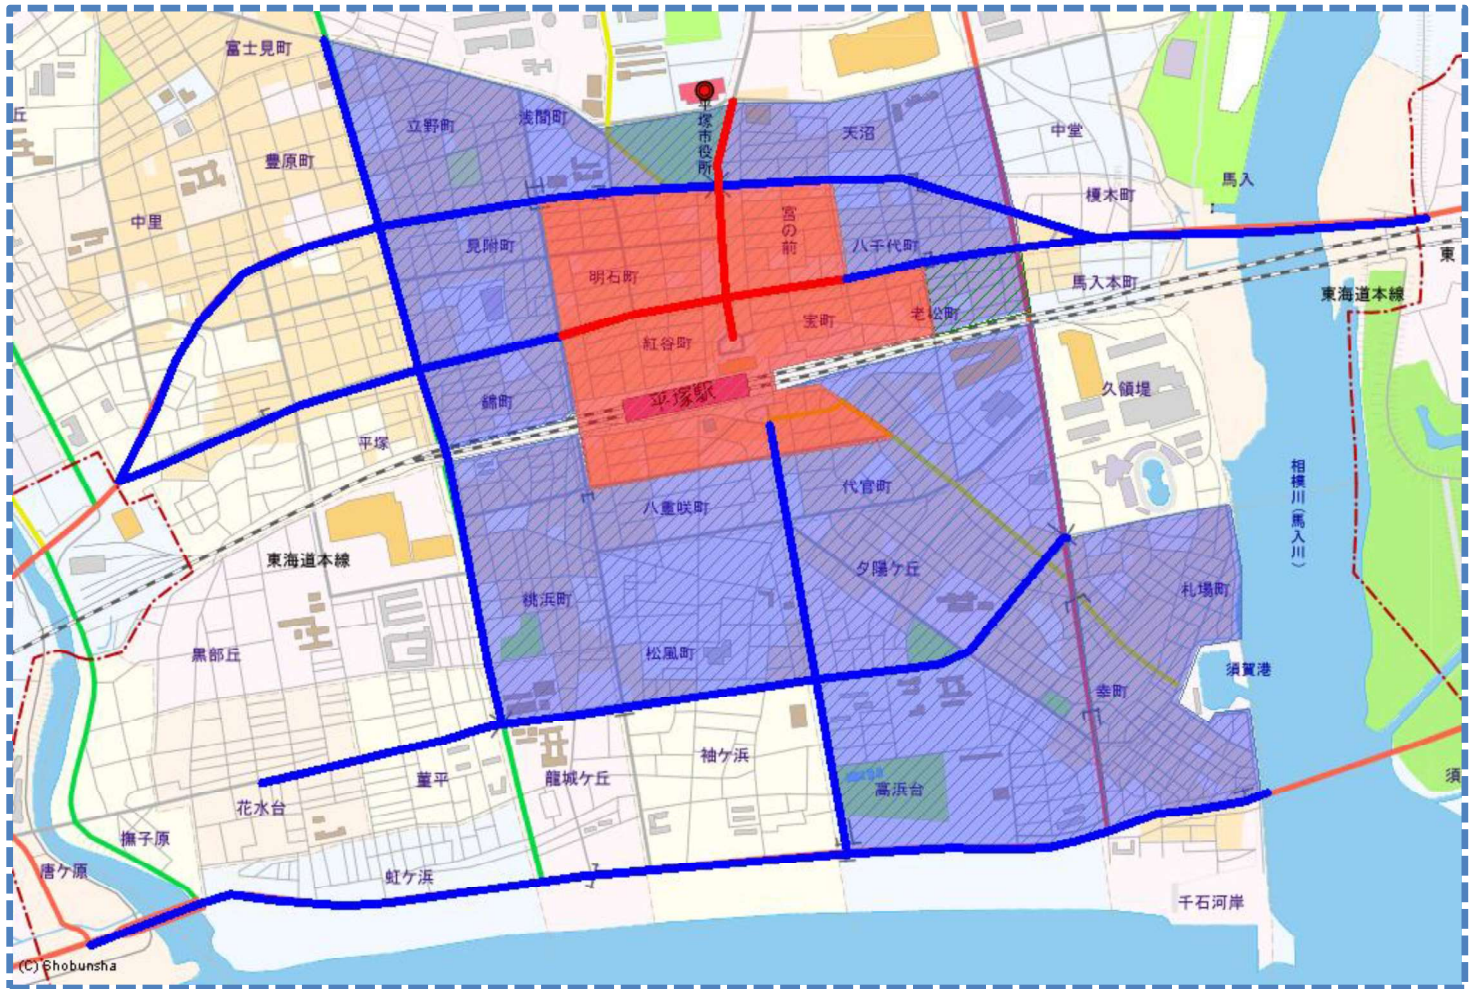 富士見町
丘
立野町
浅間町
平塚市役所
天沼
中堂
豊原町
馬入
榎木町
中里
宮の前
見附町
八千代町
明石町
東
馬入本町
東海道本線
宝町
老松町
紅谷町
久領堤
錦町
平塚駅
平塚
代官町
八重咲町
相模川(馬入川)
東海道本線
夕陽ケ丘
札場町
桃浜町
黒部丘
松風町
須賀港
幸町
袖ケ浜
菫平
龍城ケ丘
須
高浜台
花水台
撫子原
唐ケ原
虹ケ浜
千石河岸
(C) Shobunsha